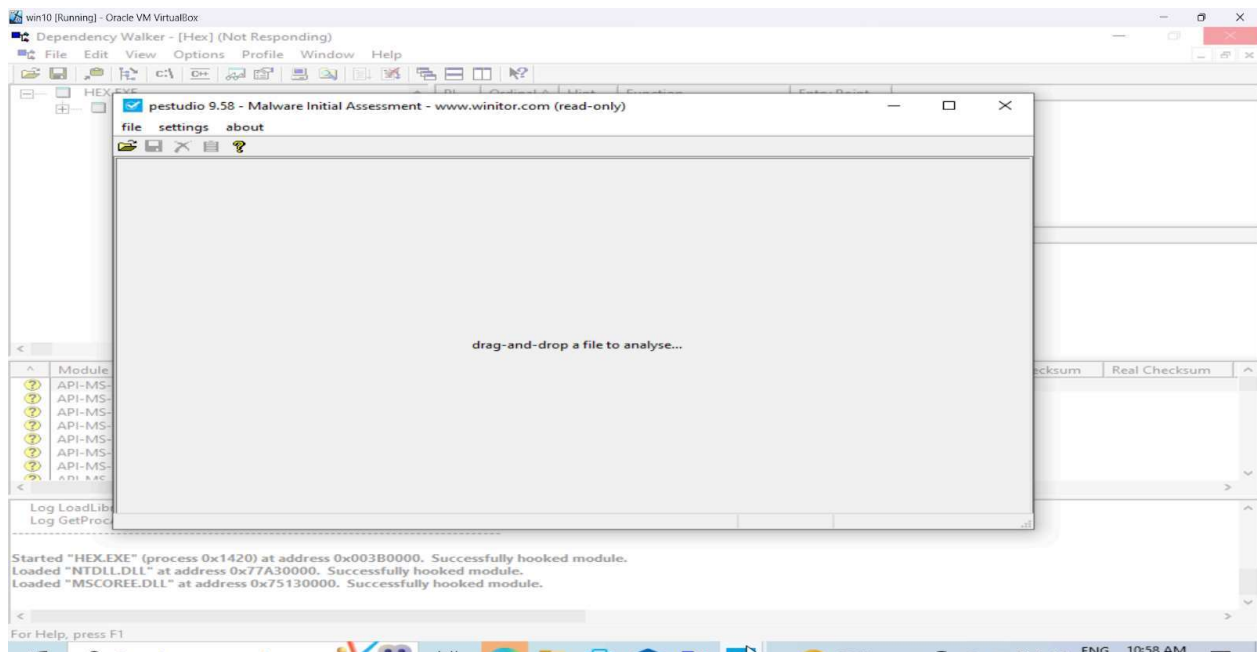 win10 [Running] - Oracle VM VirtualBox
Dependency Walker - [Hex] (Not Responding)
File Edit View Options Profile Window Help
C:\ C++
HEX.EXE PI Ordinal ^ Hint Function Entry Point
pestudio 9.58 - Malware Initial Assessment - www.winitor.com (read-only)
file settings about
drag-and-drop a file to analyse...
^ Module ecksum Real Checksum
API-MS-
API-MS-
API-MS-
API-MS-
API-MS-
API-MS-
API-MS-
Log LoadLib
Log GetProc
Started "HEX.EXE" (process 0x1420) at address 0x003B0000. Successfully hooked module.
Loaded "NTDLL.DLL" at address 0x77A30000. Successfully hooked module.
Loaded "MSCOREE.DLL" at address 0x75130000. Successfully hooked module.
For Help, press F1
ENG 10:58 AM